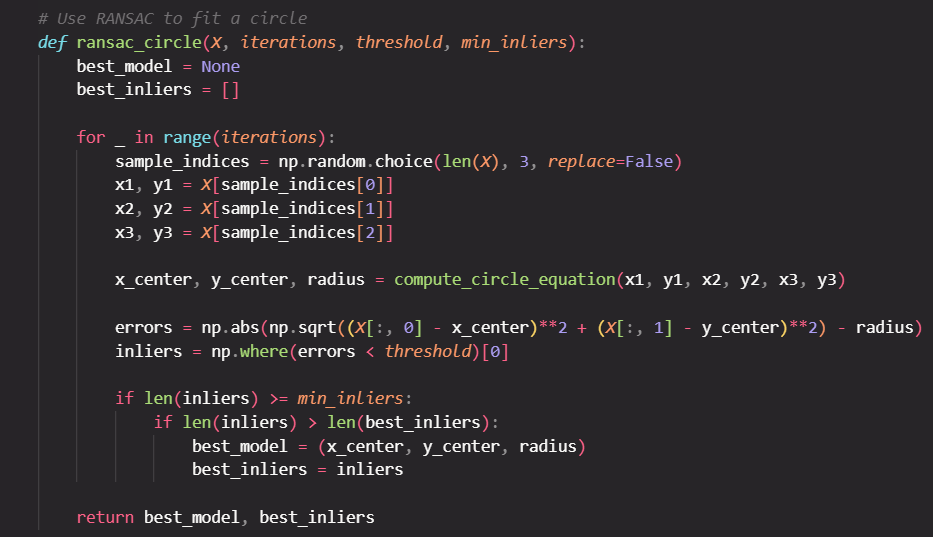 # Use RANSAC to fit a circle
def ransac_circle(X, iterations, threshold, min_inliers):
    best_model = None
    best_inliers = []

    for _ in range(iterations):
        sample_indices = np.random.choice(len(X), 3, replace=False)
        x1, y1 = X[sample_indices[0]]
        x2, y2 = X[sample_indices[1]]
        x3, y3 = X[sample_indices[2]]

        x_center, y_center, radius = compute_circle_equation(x1, y1, x2, y2, x3, y3)

        errors = np.abs(np.sqrt((X[:, 0] - x_center)**2 + (X[:, 1] - y_center)**2) - radius)
        inliers = np.where(errors < threshold)[0]

        if len(inliers) >= min_inliers:
            if len(inliers) > len(best_inliers):
                best_model = (x_center, y_center, radius)
                best_inliers = inliers

    return best_model, best_inliers